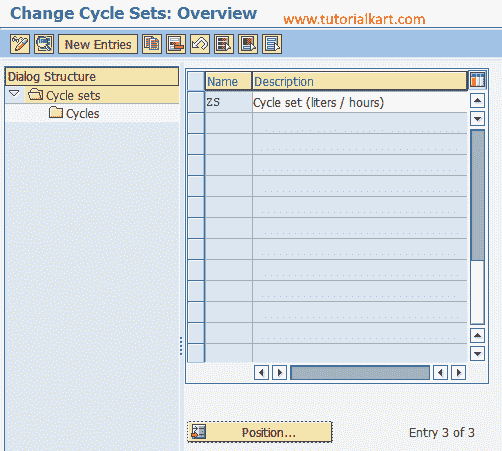 Change Cycle Sets: Overview
www.tutorialkart.com
New Entries
Dialog Structure
Cycle sets
Cycles
Name Description
ZS Cycle set (liters / hours)
Position...
Entry 3 of 3